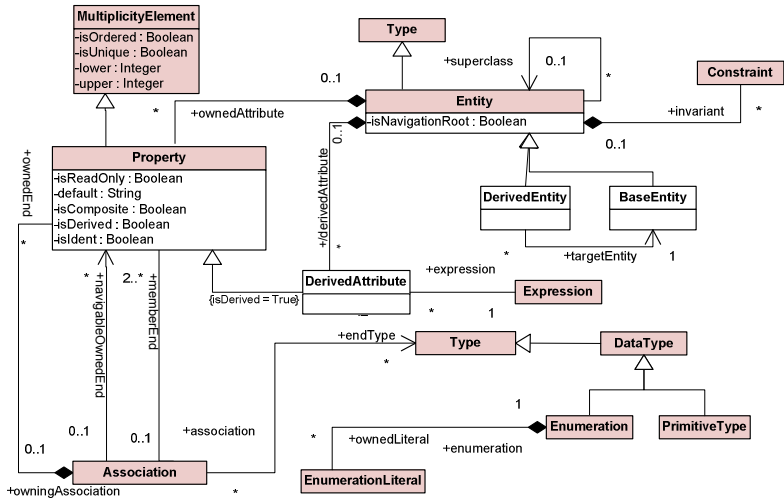 MultiplicityElement
-isOrdered : Boolean
-isUnique : Boolean
-lower : Integer
-upper : Integer
Type
+superclass
0..1
*
Constraint
0..1
*
+ownedAttribute
Entity
-isNavigationRoot : Boolean
+invariant
*
0..1
0..1
Property
-isReadOnly : Boolean
-default : String
-isComposite : Boolean
-isDerived : Boolean
-isIdent : Boolean
+ownedEnd
*
+/derivedAttribute
*
DerivedEntity
BaseEntity
*
+targetEntity
1
*
+navigableOwnedEnd
2..*
+memberEnd
{isDerived = True}
DerivedAttribute
+expression
*
1
Expression
+endType
*
Type
DataType
0..1
0..1
0..1
+association
*
Association
+owningAssociation
1
*
+ownedLiteral
+enumeration
Enumeration
PrimitiveType
EnumerationLiteral